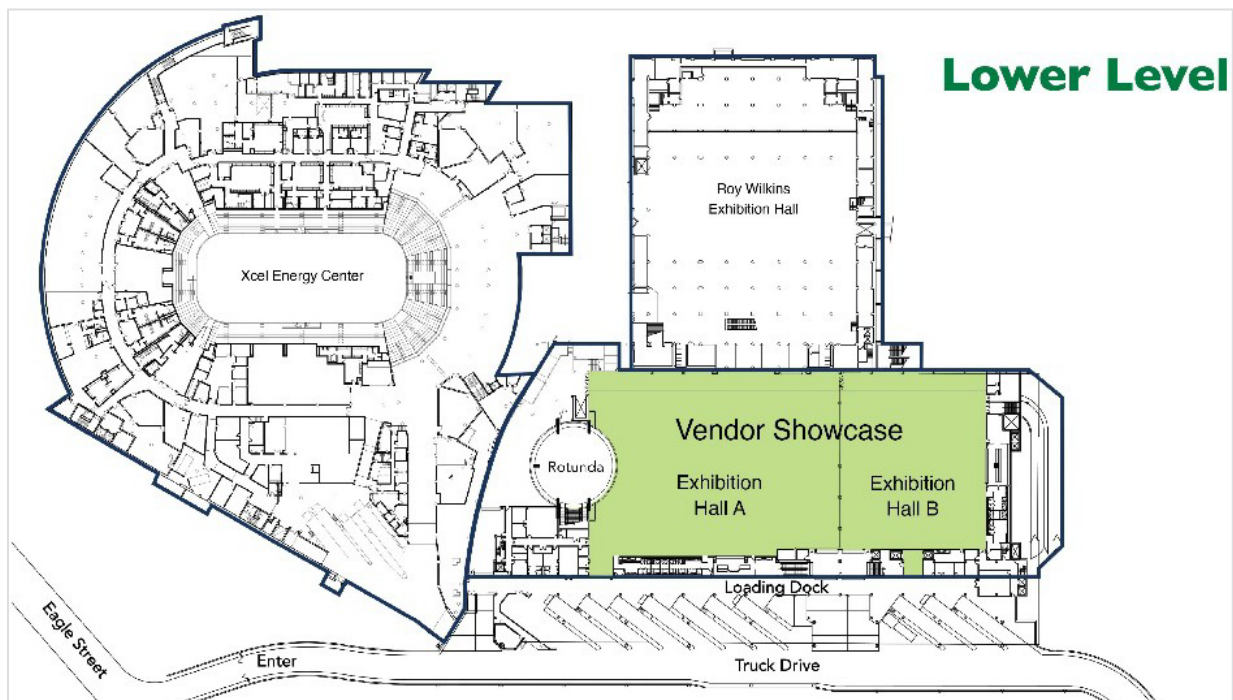 Lower Level
Roy Wilkins
Exhibition Hall
Xcel Energy Center
Vendor Showcase
Rotunda
Exhibition
Hall A
Exhibition
Hall B
Loading Dock
Eagle Street
Enter
Truck Drive